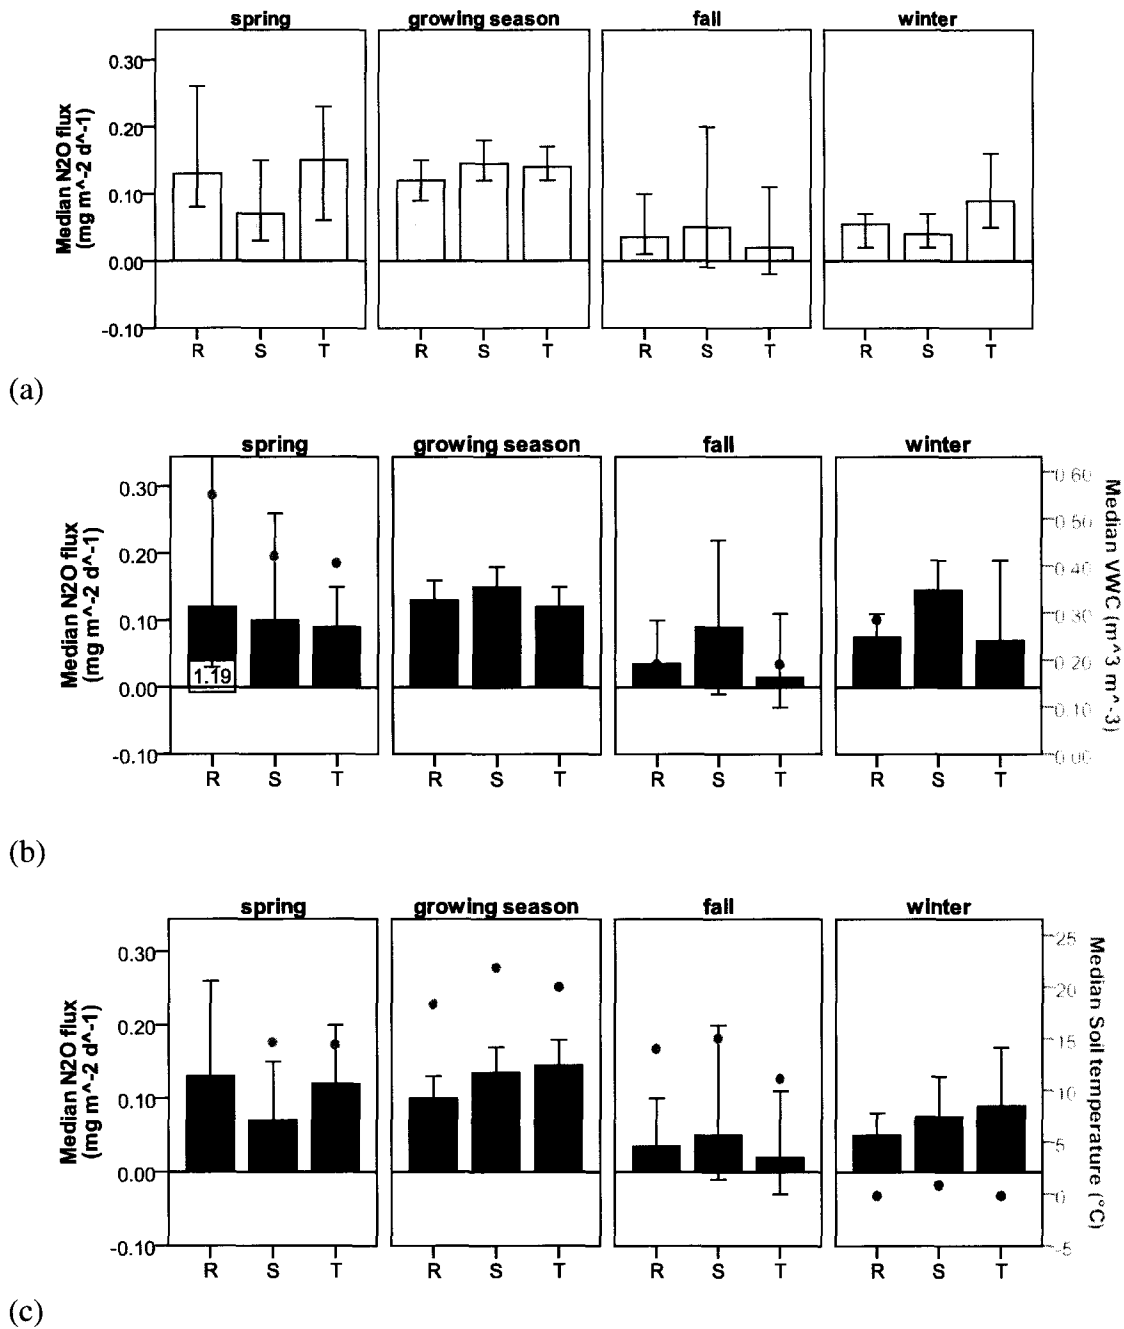 spring growing season fall winter
0.30
0.20
0.10
0.00
-0.10
Median N2O flux
(mg m^-2 d^-1)
R S T R S T R S T R S T
(a)
spring growing season fall winter
0.30
0.20
0.10
0.00
-0.10
Median N2O flux
(mg m^-2 d^-1)
1.19
0.60
0.50
0.40
0.30
0.20
0.10
0.00
Median VWC (m^3 m^-3)
R S T R S T R S T R S T
(b)
spring growing season fall winter
0.30
0.20
0.10
0.00
-0.10
Median N2O flux
(mg m^-2 d^-1)
25
20
15
10
5
0
-5
Median Soil temperature (°C)
R S T R S T R S T R S T
(c)